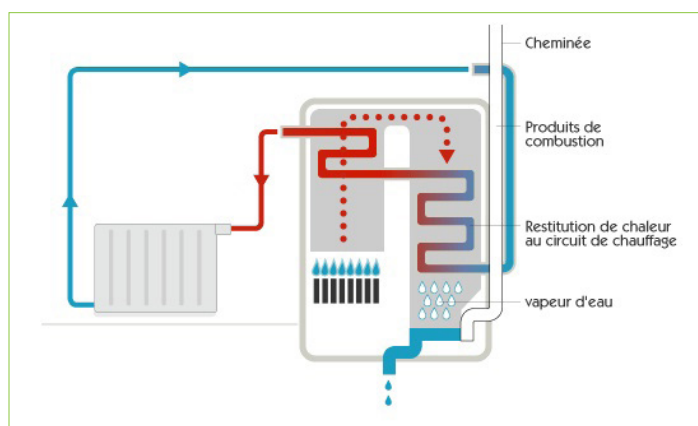 Cheminée
Produits de
combustion
Restitution de chaleur
au circuit de chauffage
vapeur d'eau